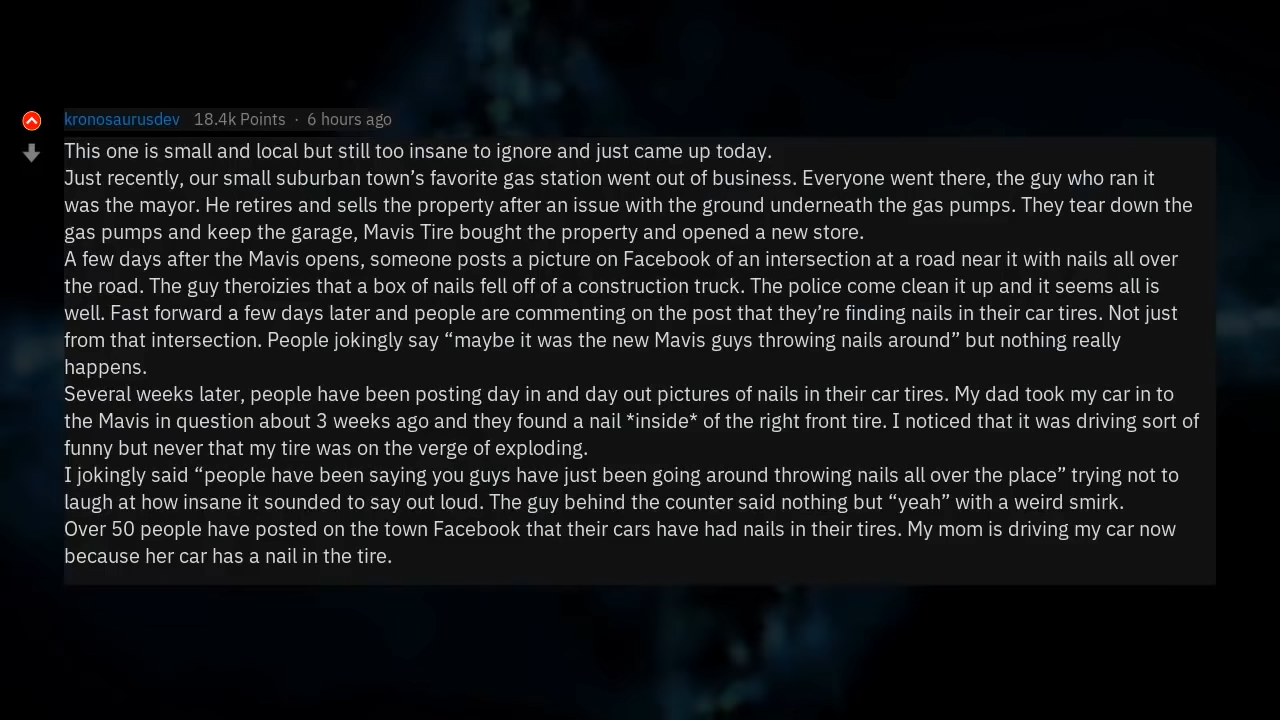 kronosaurusdev 18.4k Points · 6 hours ago
This one is small and local but still too insane to ignore and just came up today.
Just recently, our small suburban town’s favorite gas station went out of business. Everyone went there, the guy who ran it
was the mayor. He retires and sells the property after an issue with the ground underneath the gas pumps. They tear down the
gas pumps and keep the garage, Mavis Tire bought the property and opened a new store.
A few days after the Mavis opens, someone posts a picture on Facebook of an intersection at a road near it with nails all over
the road. The guy theroizies that a box of nails fell off of a construction truck. The police come clean it up and it seems all is
well. Fast forward a few days later and people are commenting on the post that they’re finding nails in their car tires. Not just
from that intersection. People jokingly say “maybe it was the new Mavis guys throwing nails around” but nothing really
happens.
Several weeks later, people have been posting day in and day out pictures of nails in their car tires. My dad took my car in to
the Mavis in question about 3 weeks ago and they found a nail *inside* of the right front tire. I noticed that it was driving sort of
funny but never that my tire was on the verge of exploding.
I jokingly said “people have been saying you guys have just been going around throwing nails all over the place” trying not to
laugh at how insane it sounded to say out loud. The guy behind the counter said nothing but “yeah” with a weird smirk.
Over 50 people have posted on the town Facebook that their cars have had nails in their tires. My mom is driving my car now
because her car has a nail in the tire.